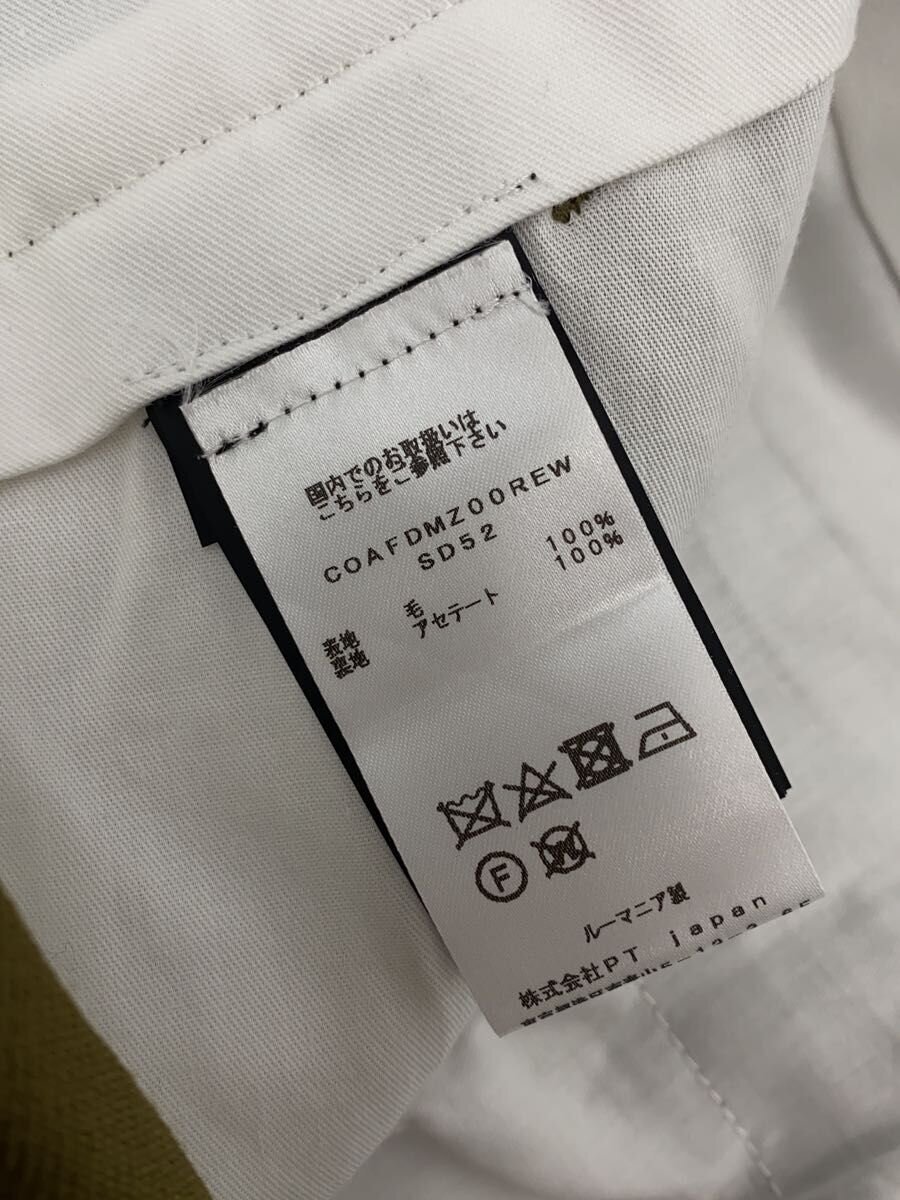 国内でのお取扱いは
こちらをご参照下さい
COAFDMZ00REW
SD52
表地 毛 100%
裏地 アセテート 100%
F
W
ルーマニア製
株式会社PT japan